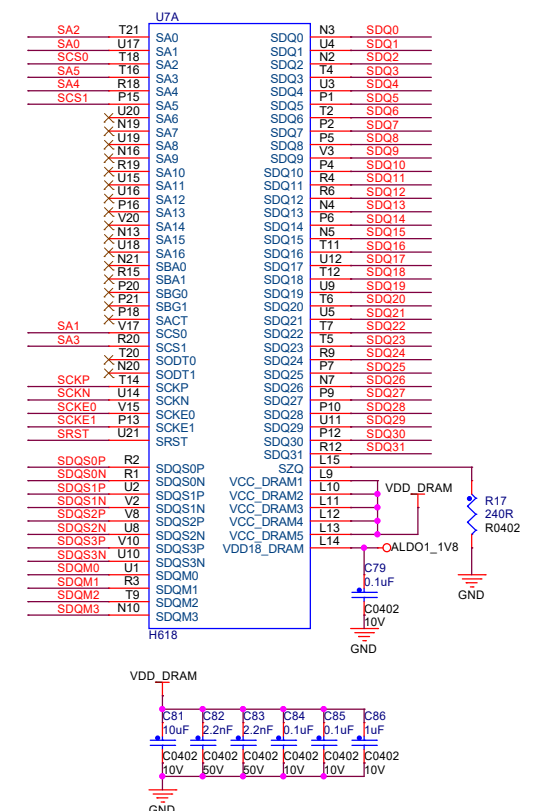 U7A
SA2 T21 SA0 SDQ0 N3 SDQ0
SA0 U17 SA1 SDQ1 U4 SDQ1
SCS0 T18 SA2 SDQ2 N2 SDQ2
SA5 T16 SA3 SDQ3 T4 SDQ3
SA4 R18 SA4 SDQ4 U3 SDQ4
SCS1 P15 SA5 SDQ5 P1 SDQ5
U20 SA6 SDQ6 T2 SDQ6
N19 SA7 SDQ7 P2 SDQ7
U19 SA8 SDQ8 P5 SDQ8
N16 SA9 SDQ9 V3 SDQ9
R19 SA10 SDQ10 P4 SDQ10
U15 SA11 SDQ11 R4 SDQ11
U16 SA12 SDQ12 R6 SDQ12
P16 SA13 SDQ13 N4 SDQ13
V20 SA14 SDQ14 P6 SDQ14
N13 SA15 SDQ15 N5 SDQ15
U18 SA16 SDQ16 T11 SDQ16
N21 SBA0 SDQ17 U12 SDQ17
R15 SBA1 SDQ18 T12 SDQ18
P20 SBG0 SDQ19 U9 SDQ19
P21 SBG1 SDQ20 T6 SDQ20
P18 SACT SDQ21 U5 SDQ21
SA1 V17 SCS0 SDQ22 T7 SDQ22
SA3 R20 SCS1 SDQ23 T5 SDQ23
T20 SODT0 SDQ24 R9 SDQ24
N20 SODT1 SDQ25 P7 SDQ25
SCKP T14 SCKP SDQ26 N7 SDQ26
SCKN U14 SCKN SDQ27 P9 SDQ27
SCKE0 V15 SCKE0 SDQ28 P10 SDQ28
SCKE1 P13 SCKE1 SDQ29 U11 SDQ29
SRST U21 SRST SDQ30 P12 SDQ30
SDQ31 R12 SDQ31
SDQS0P R2 SDQS0P SZQ L15
SDQS0N R1 SDQS0N VCC_DRAM1 L9
SDQS1P U2 SDQS1P VCC_DRAM2 L10 VDD_DRAM
SDQS1N V2 SDQS1N VCC_DRAM3 L11
SDQS2P V8 SDQS2P VCC_DRAM4 L12
SDQS2N U8 SDQS2N VCC_DRAM5 L13
SDQS3P V10 SDQS3P VDD18_DRAM L14 ALDO1_1V8
SDQS3N U10 SDQS3N
SDQM0 U1 SDQM0
SDQM1 R3 SDQM1
SDQM2 T9 SDQM2
SDQM3 N10 SDQM3
H618
R17
240R
R0402
GND
C79
0.1uF
C0402
10V
GND
VDD_DRAM
C81 C82 C83 C84 C85 C86
10uF 2.2nF 2.2nF 0.1uF 0.1uF 1uF
C0402 C0402 C0402 C0402 C0402 C0402
10V 50V 50V 10V 10V 10V
GND